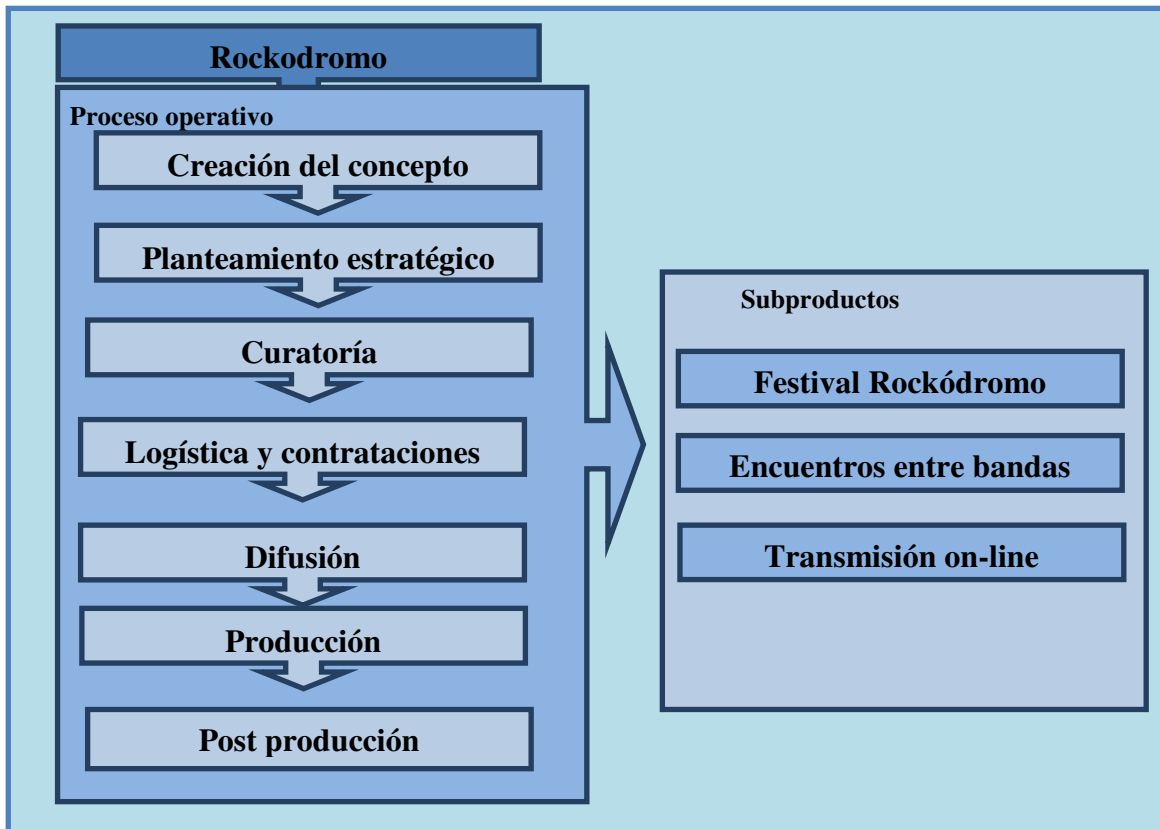 Rockodromo
Proceso operativo
Creación del concepto
Planteamiento estratégico
Curatoría
Logística y contrataciones
Difusión
Producción
Post producción
Subproductos
Festival Rockódromo
Encuentros entre bandas
Transmisión on-line